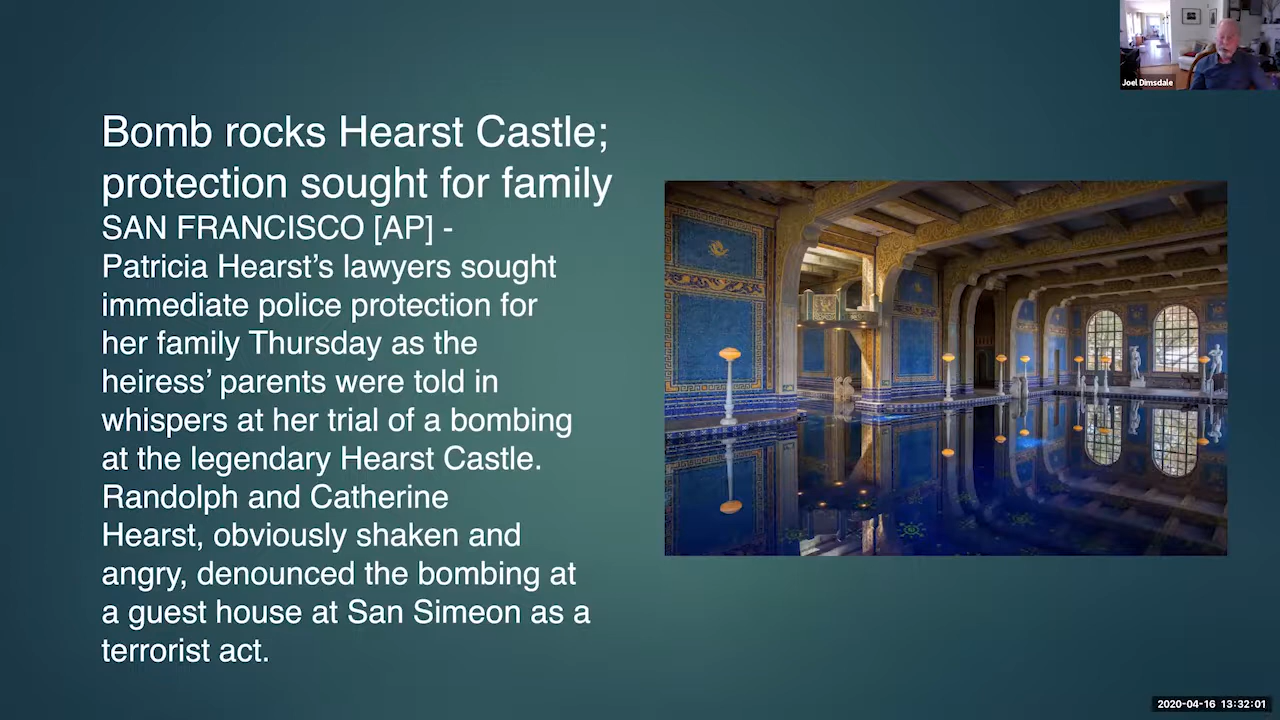 Joel Dimsdale
Bomb rocks Hearst Castle;
protection sought for family
SAN FRANCISCO [AP] -
Patricia Hearst’s lawyers sought
immediate police protection for
her family Thursday as the
heiress’ parents were told in
whispers at her trial of a bombing
at the legendary Hearst Castle.
Randolph and Catherine
Hearst, obviously shaken and
angry, denounced the bombing at
a guest house at San Simeon as a
terrorist act.
2020-04-16 13:32:01